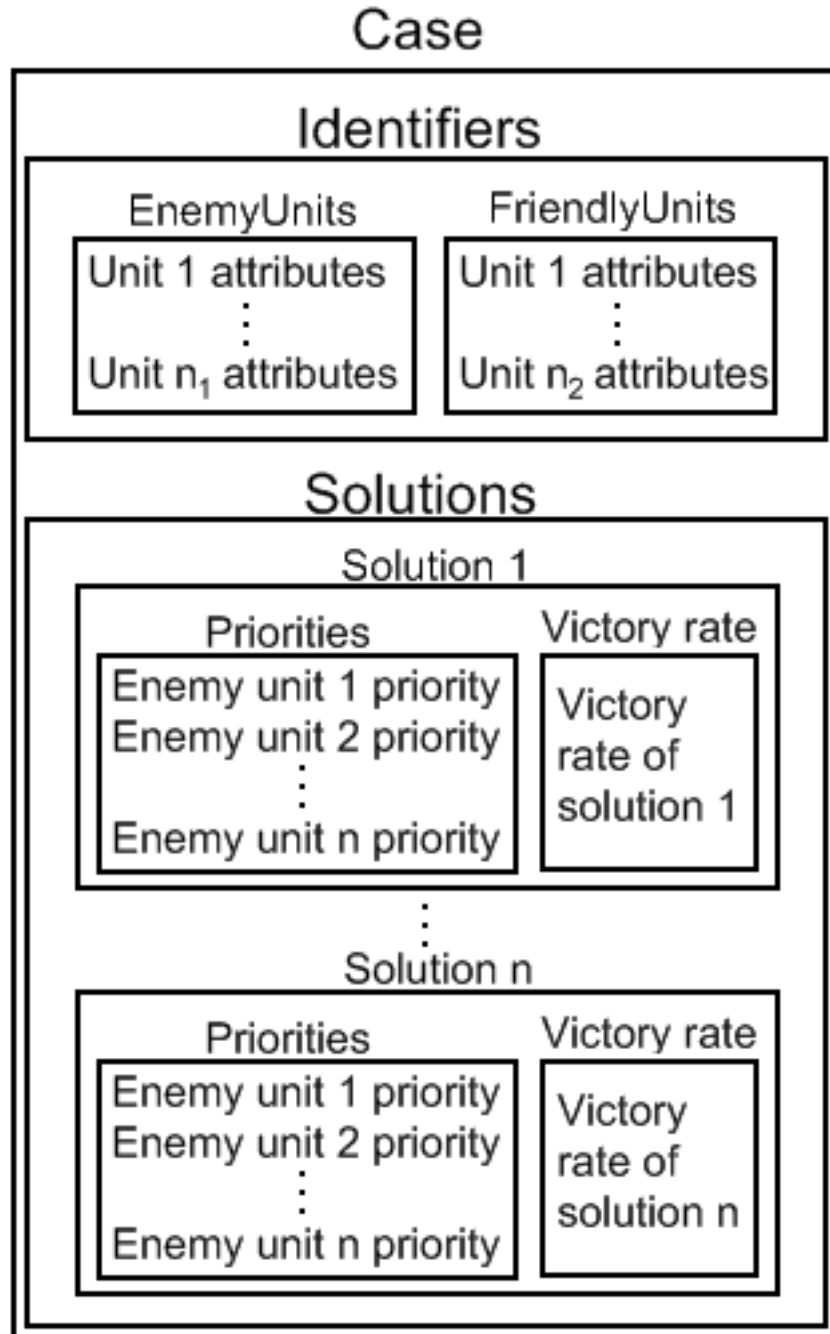 Case
Identifiers
EnemyUnits
Unit 1 attributes
⋮
Unit n₁ attributes
FriendlyUnits
Unit 1 attributes
⋮
Unit n₂ attributes
Solutions
Solution 1
Priorities
Enemy unit 1 priority
Enemy unit 2 priority
⋮
Enemy unit n priority
Victory rate
Victory
rate of
solution 1
⋮
Solution n
Priorities
Enemy unit 1 priority
Enemy unit 2 priority
⋮
Enemy unit n priority
Victory rate
Victory
rate of
solution n